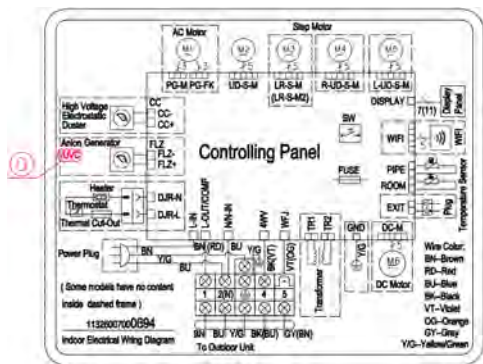 AC Motor
Step Motor
M1
M2
M3
M4
M5
PG-M PG-FK
UD-S-M
LR-S-M
(LR-S-M2)
R-UD-S-M
L-UD-S-M
High Voltage
Electrostatic
Duster
CC
CC-
CC+
Anion Generator
UVC
FLZ
FLZ-
FLZ+
Heater
Thermostat
Thermal Cut-Out
DJR-N
DJR-L
Controlling Panel
SW
FUSE
DISPLAY
7(11)
Display
Panel
WIFI
WIFI
PIPE
ROOM
Temperature Sensor
EXIT
Plug
L-IN
L-OUT/COMP
N/N-IN
4WV
WFJ
TR1
TR2
Transformer
GND
Y/G
DC-M
M6
DC Motor
Power Plug
BN
Y/G
BU
BN (RD) BU
Y/G
BK(VT)
VT(OG)
1 2(N) 4 5
BN BU Y/G BK(BU) GY(BN)
To Outdoor Unit
( Some models have no content
inside dashed frame )
11326007000694
Indoor Electrical Wiring Diagram
Wire Color:
BN-Brown
RD-Red
BU-Blue
BK-Black
VT-Violet
OG-Orange
GY-Gray
Y/G-Yellow/Green